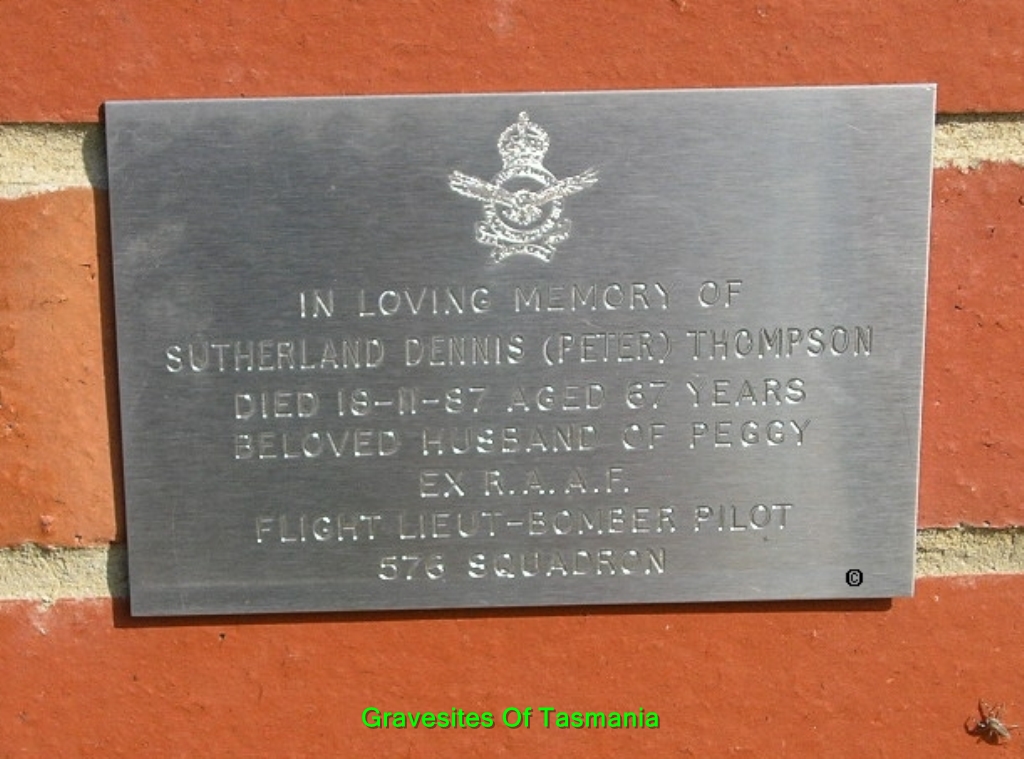 IN LOVING MEMORY OF
SUTHERLAND DENNIS (PETER) THOMPSON
DIED 18-11-87 AGED 67 YEARS
BELOVED HUSBAND OF PEGGY
EX R.A.A.F.
FLIGHT LIEUT-BOMBER PILOT
576 SQUADRON
©
Gravesites Of Tasmania